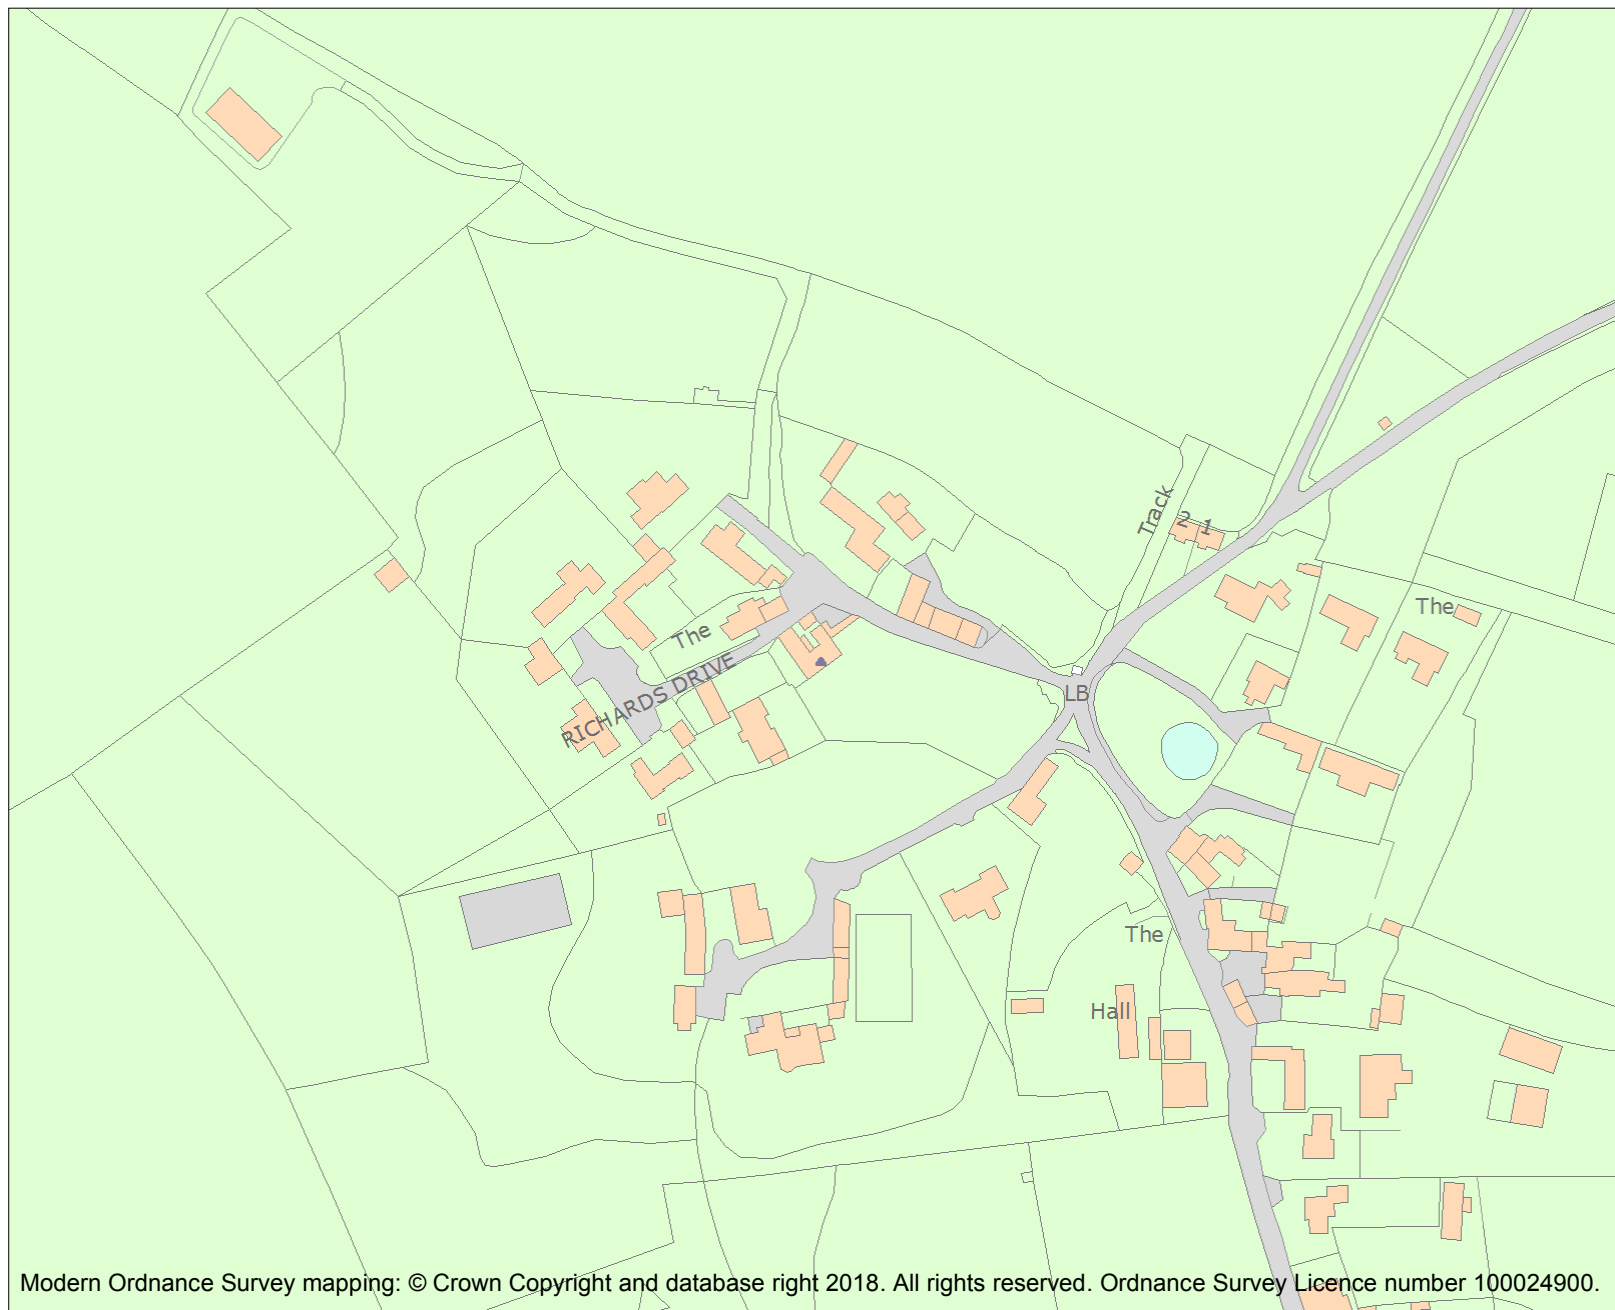 Track
2 1
The
The
RICHARDS DRIVE
LB
The
Hall
Modern Ordnance Survey mapping: © Crown Copyright and database right 2018. All rights reserved. Ordnance Survey Licence number 100024900.